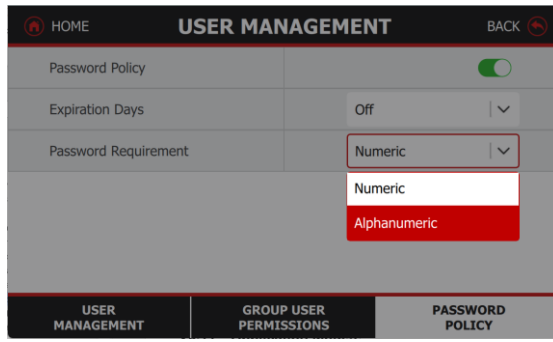 HOME USER MANAGEMENT BACK
Password Policy
Expiration Days Off
Password Requirement Numeric
Numeric
Alphanumeric
USER MANAGEMENT
GROUP USER PERMISSIONS
PASSWORD POLICY